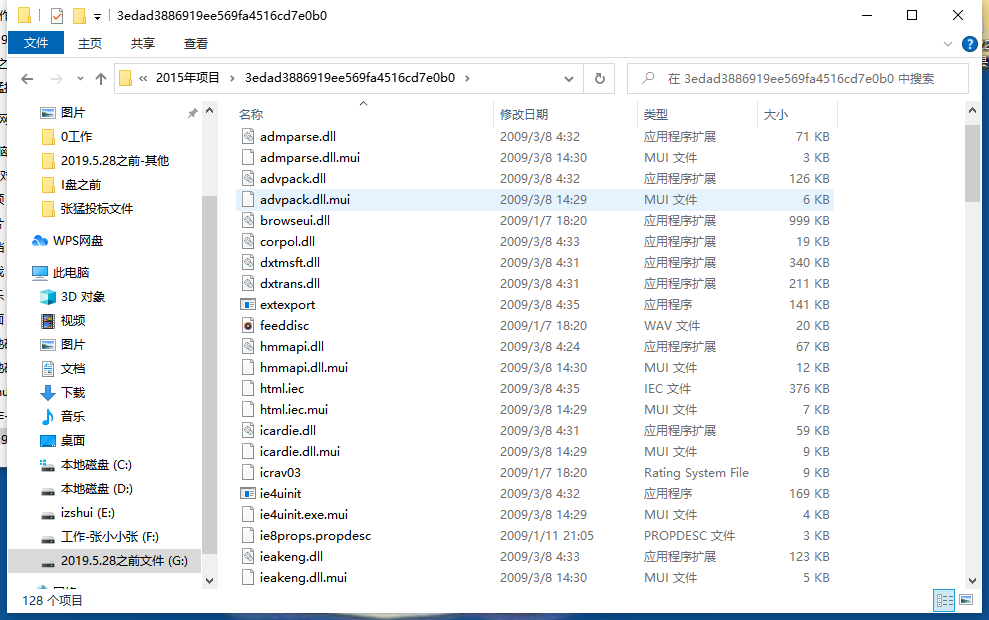 3edad3886919ee569fa4516cd7e0b0
文件 主页 共享 查看
« 2015年项目 › 3edad3886919ee569fa4516cd7e0b0 ›
在 3edad3886919ee569fa4516cd7e0b0 中搜索
图片
0工作
2019.5.28之前-其他
I盘之前
张猛投标文件
WPS网盘
此电脑
3D 对象
视频
图片
文档
下载
音乐
桌面
本地磁盘 (C:)
本地磁盘 (D:)
izshui (E:)
工作-张小小张 (F:)
2019.5.28之前文件 (G:)
名称 修改日期 类型 大小
admparse.dll 2009/3/8 4:32 应用程序扩展 71 KB
admparse.dll.mui 2009/3/8 14:30 MUI 文件 3 KB
advpack.dll 2009/3/8 4:32 应用程序扩展 126 KB
advpack.dll.mui 2009/3/8 14:29 MUI 文件 6 KB
browseui.dll 2009/1/7 18:20 应用程序扩展 999 KB
corpol.dll 2009/3/8 4:33 应用程序扩展 19 KB
dxtmsft.dll 2009/3/8 4:31 应用程序扩展 340 KB
dxtrans.dll 2009/3/8 4:31 应用程序扩展 211 KB
extexport 2009/3/8 4:35 应用程序 141 KB
feeddisc 2009/1/7 18:20 WAV 文件 20 KB
hmmapi.dll 2009/3/8 4:24 应用程序扩展 67 KB
hmmapi.dll.mui 2009/3/8 14:30 MUI 文件 12 KB
html.iec 2009/3/8 4:35 IEC 文件 376 KB
html.iec.mui 2009/3/8 14:29 MUI 文件 7 KB
icardie.dll 2009/3/8 4:31 应用程序扩展 59 KB
icardie.dll.mui 2009/3/8 14:29 MUI 文件 9 KB
icrav03 2009/1/7 18:20 Rating System File 9 KB
ie4uinit 2009/3/8 4:32 应用程序 169 KB
ie4uinit.exe.mui 2009/3/8 14:29 MUI 文件 4 KB
ie8props.propdesc 2009/1/11 21:05 PROPDESC 文件 3 KB
ieakeng.dll 2009/3/8 4:33 应用程序扩展 123 KB
ieakeng.dll.mui 2009/3/8 14:30 MUI 文件 5 KB
128 个项目